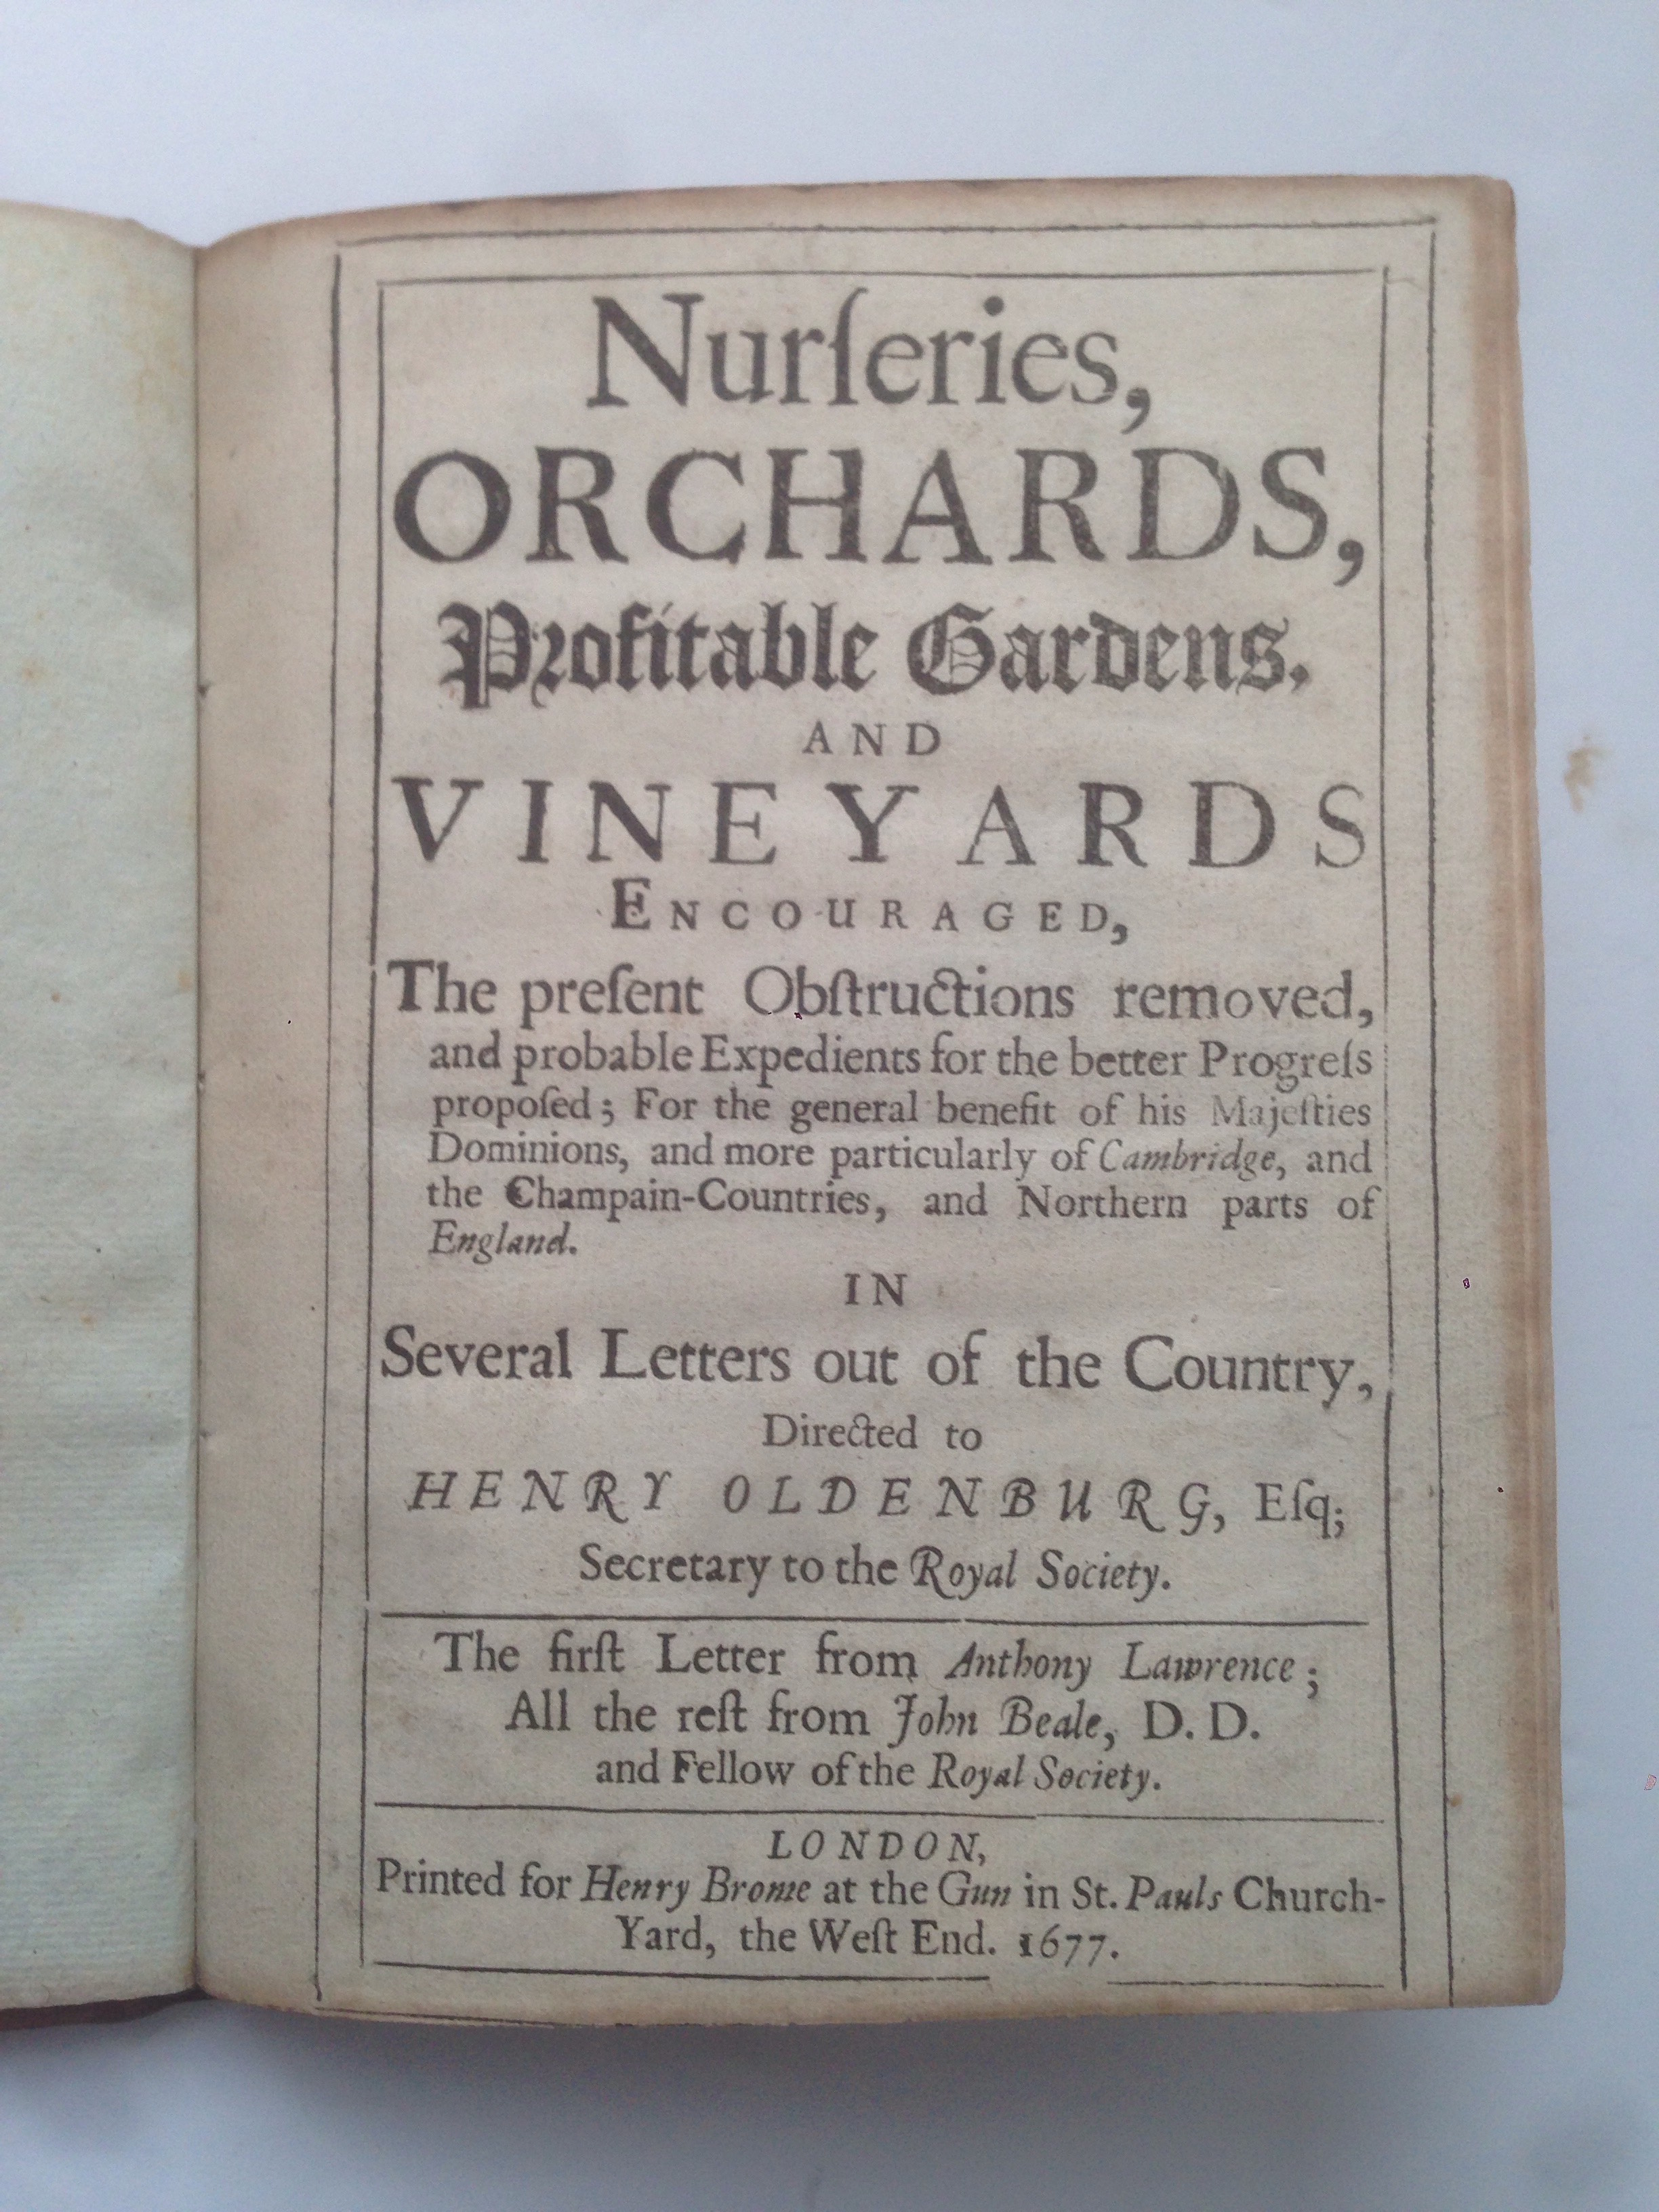 Nurſeries,
ORCHARDS,
Profitable Gardens.
AND
VINEYARDS
ENCOURAGED,
The preſent Obſtructions removed,
and probable Expedients for the better Progreſs
propoſed; For the general benefit of his Majeſties
Dominions, and more particularly of Cambridge, and
the Champain-Countries, and Northern parts of
England.
IN
Several Letters out of the Country,
Directed to
HENRY OLDENBURG, Eſq;
Secretary to the Royal Society.
The firſt Letter from Anthony Lawrence;
All the reſt from John Beale, D. D.
and Fellow of the Royal Society.
LONDON,
Printed for Henry Brome at the Gun in St. Pauls Church-
Yard, the Weſt End. 1677.